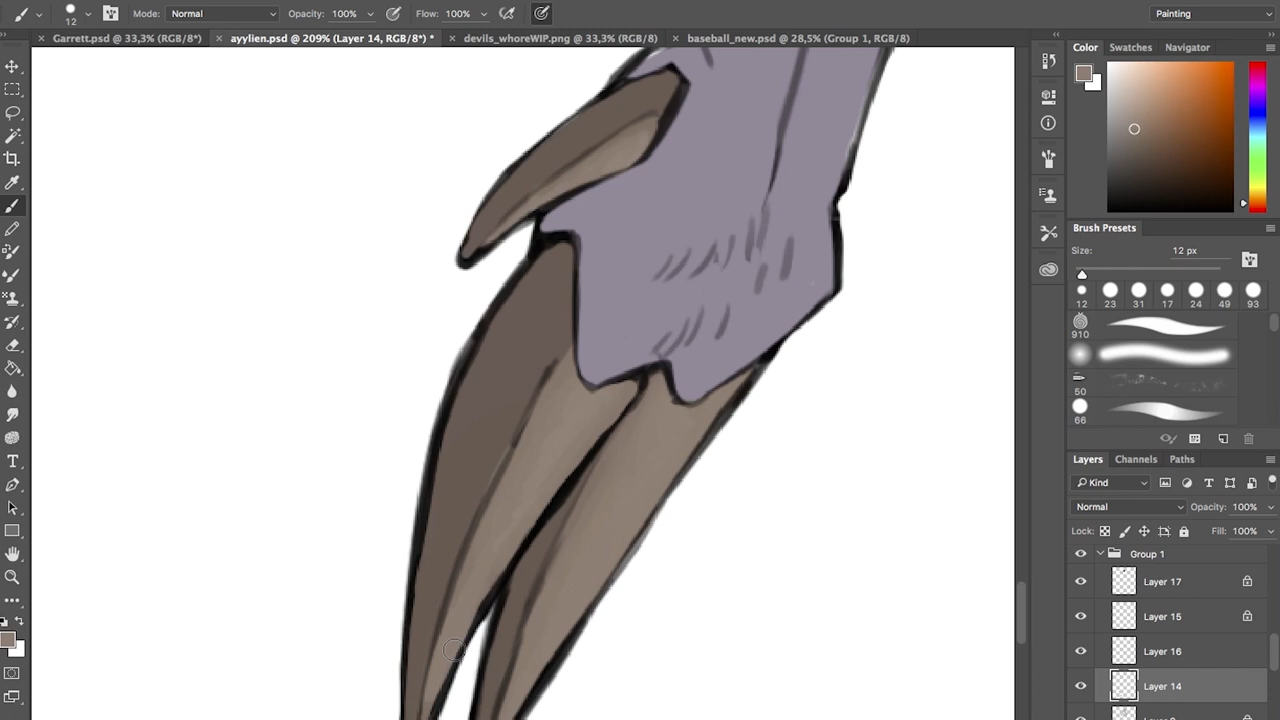 12
Mode: Normal
Opacity: 100%
Flow: 100%
Painting
Garrett.psd @ 33,3% (RGB/8*)
ayylien.psd @ 209% (Layer 14, RGB/8*) *
devils_whoreWIP.png @ 33,3% (RGB/8)
baseball_new.psd @ 28,5% (Group 1, RGB/8)
Color
Swatches
Navigator
Brush Presets
Size:
12 px
12 23 31 17 24 49 93
910
50
66
Layers
Channels
Paths
Kind
Normal
Opacity: 100%
Lock:
Fill: 100%
Group 1
Layer 17
Layer 15
Layer 16
Layer 14